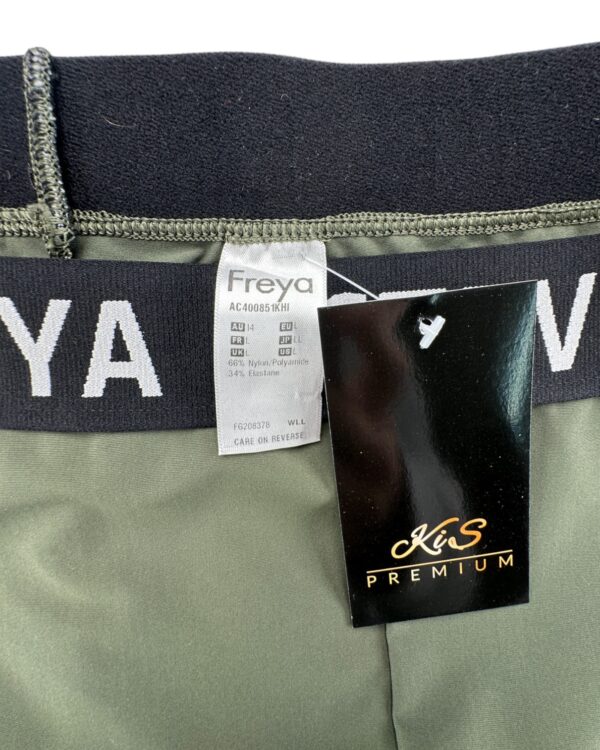 YA
V
Freya
AC400851KHI
AU 14 EU L
FR L JP LL
UK L US L
66% Nylon/Polyamide
34% Elastane
FG208378 WLL
CARE ON REVERSE
KiS
PREMIUM